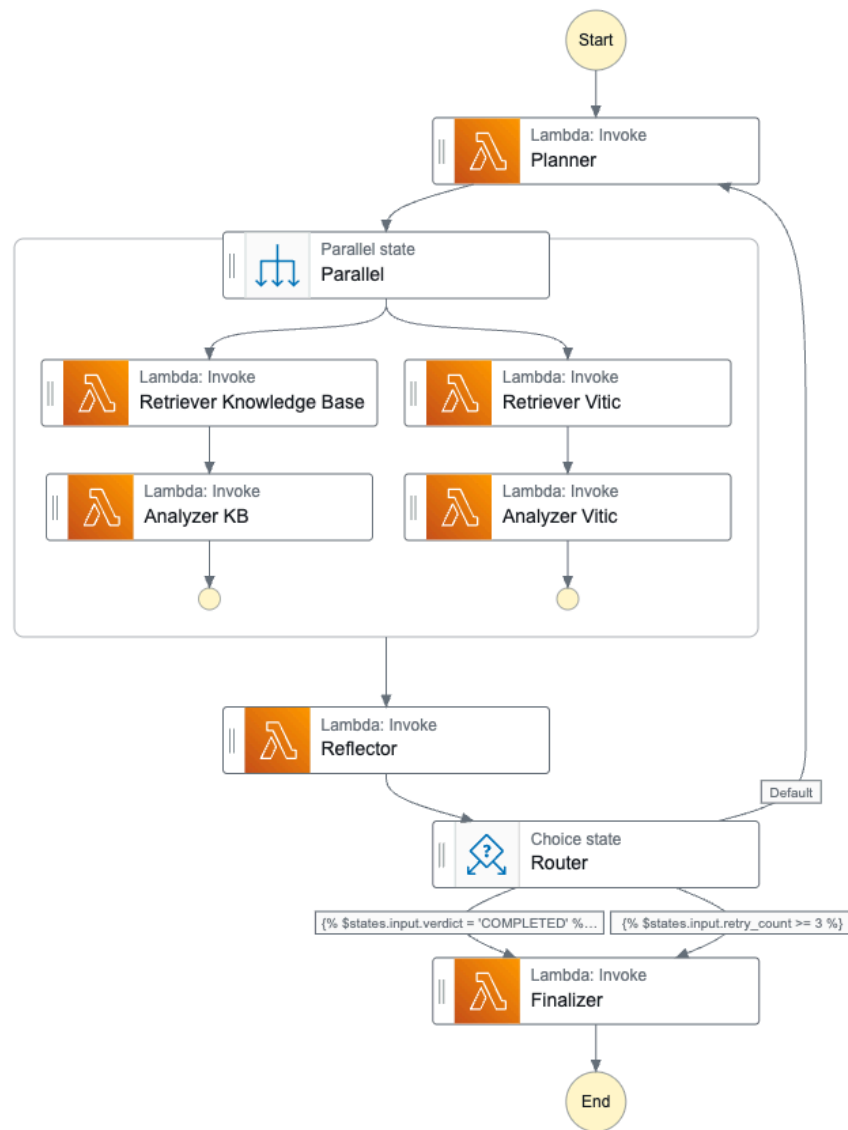 Start
Lambda: Invoke
Planner
Parallel state
Parallel
Lambda: Invoke
Retriever Knowledge Base
Lambda: Invoke
Retriever Vitic
Lambda: Invoke
Analyzer KB
Lambda: Invoke
Analyzer Vitic
Lambda: Invoke
Reflector
Default
Choice state
Router
{% $states.input.verdict = 'COMPLETED' %...
{% $states.input.retry_count >= 3 %}
Lambda: Invoke
Finalizer
End